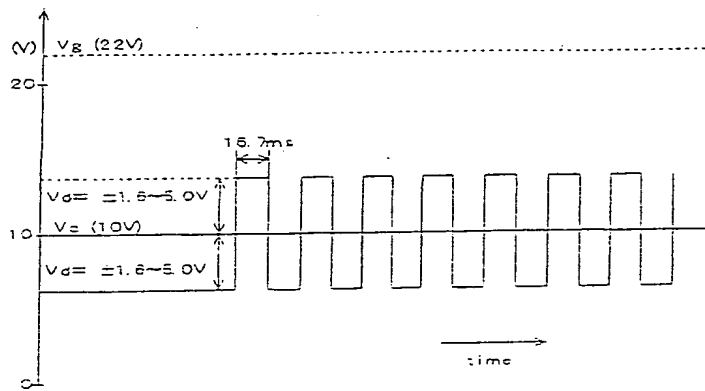 (V)
Vg (22V)
20
16.7ms
Vd= ±1.6~5.0V
Vc (10V)
10
Vd= ±1.6~5.0V
time
0